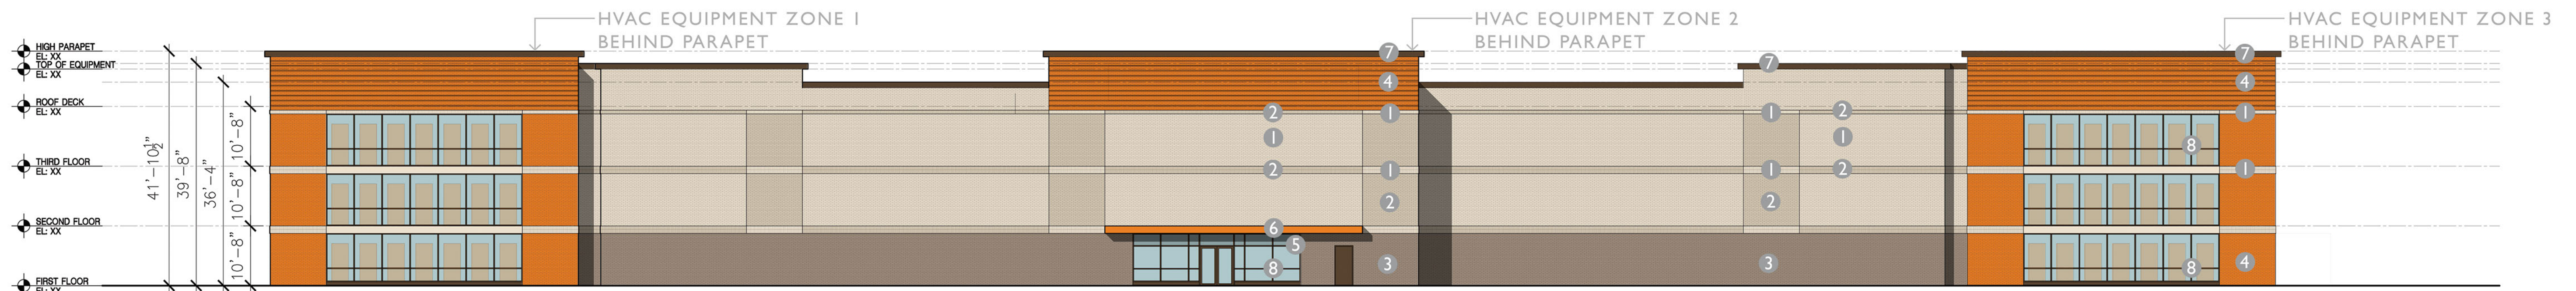 HVAC EQUIPMENT ZONE 1
BEHIND PARAPET
HVAC EQUIPMENT ZONE 2
BEHIND PARAPET
HVAC EQUIPMENT ZONE 3
BEHIND PARAPET
HIGH PARAPET
EL: XX
TOP OF EQUIPMENT
EL: XX
ROOF DECK
EL: XX
THIRD FLOOR
EL: XX
SECOND FLOOR
EL: XX
FIRST FLOOR
EL: XX
41'-10½"
39'-8"
36'-4"
10'-8"
10'-8"
10'-8"
2
1
2
6
5
8
7
4
1
1
2
3
7
1
1
2
3
2
1
2
8
8
7
4
1
1
4